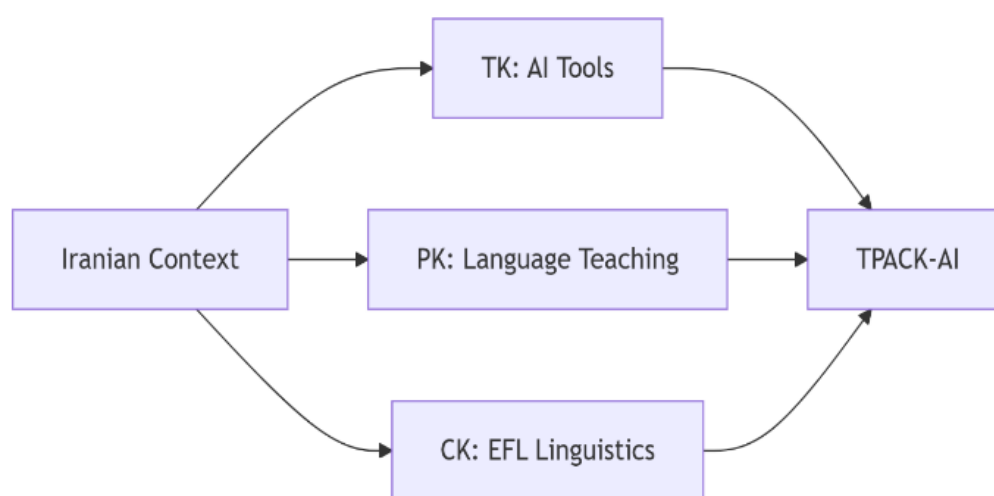 TK: AI Tools
Iranian Context
PK: Language Teaching
TPACK-AI
CK: EFL Linguistics